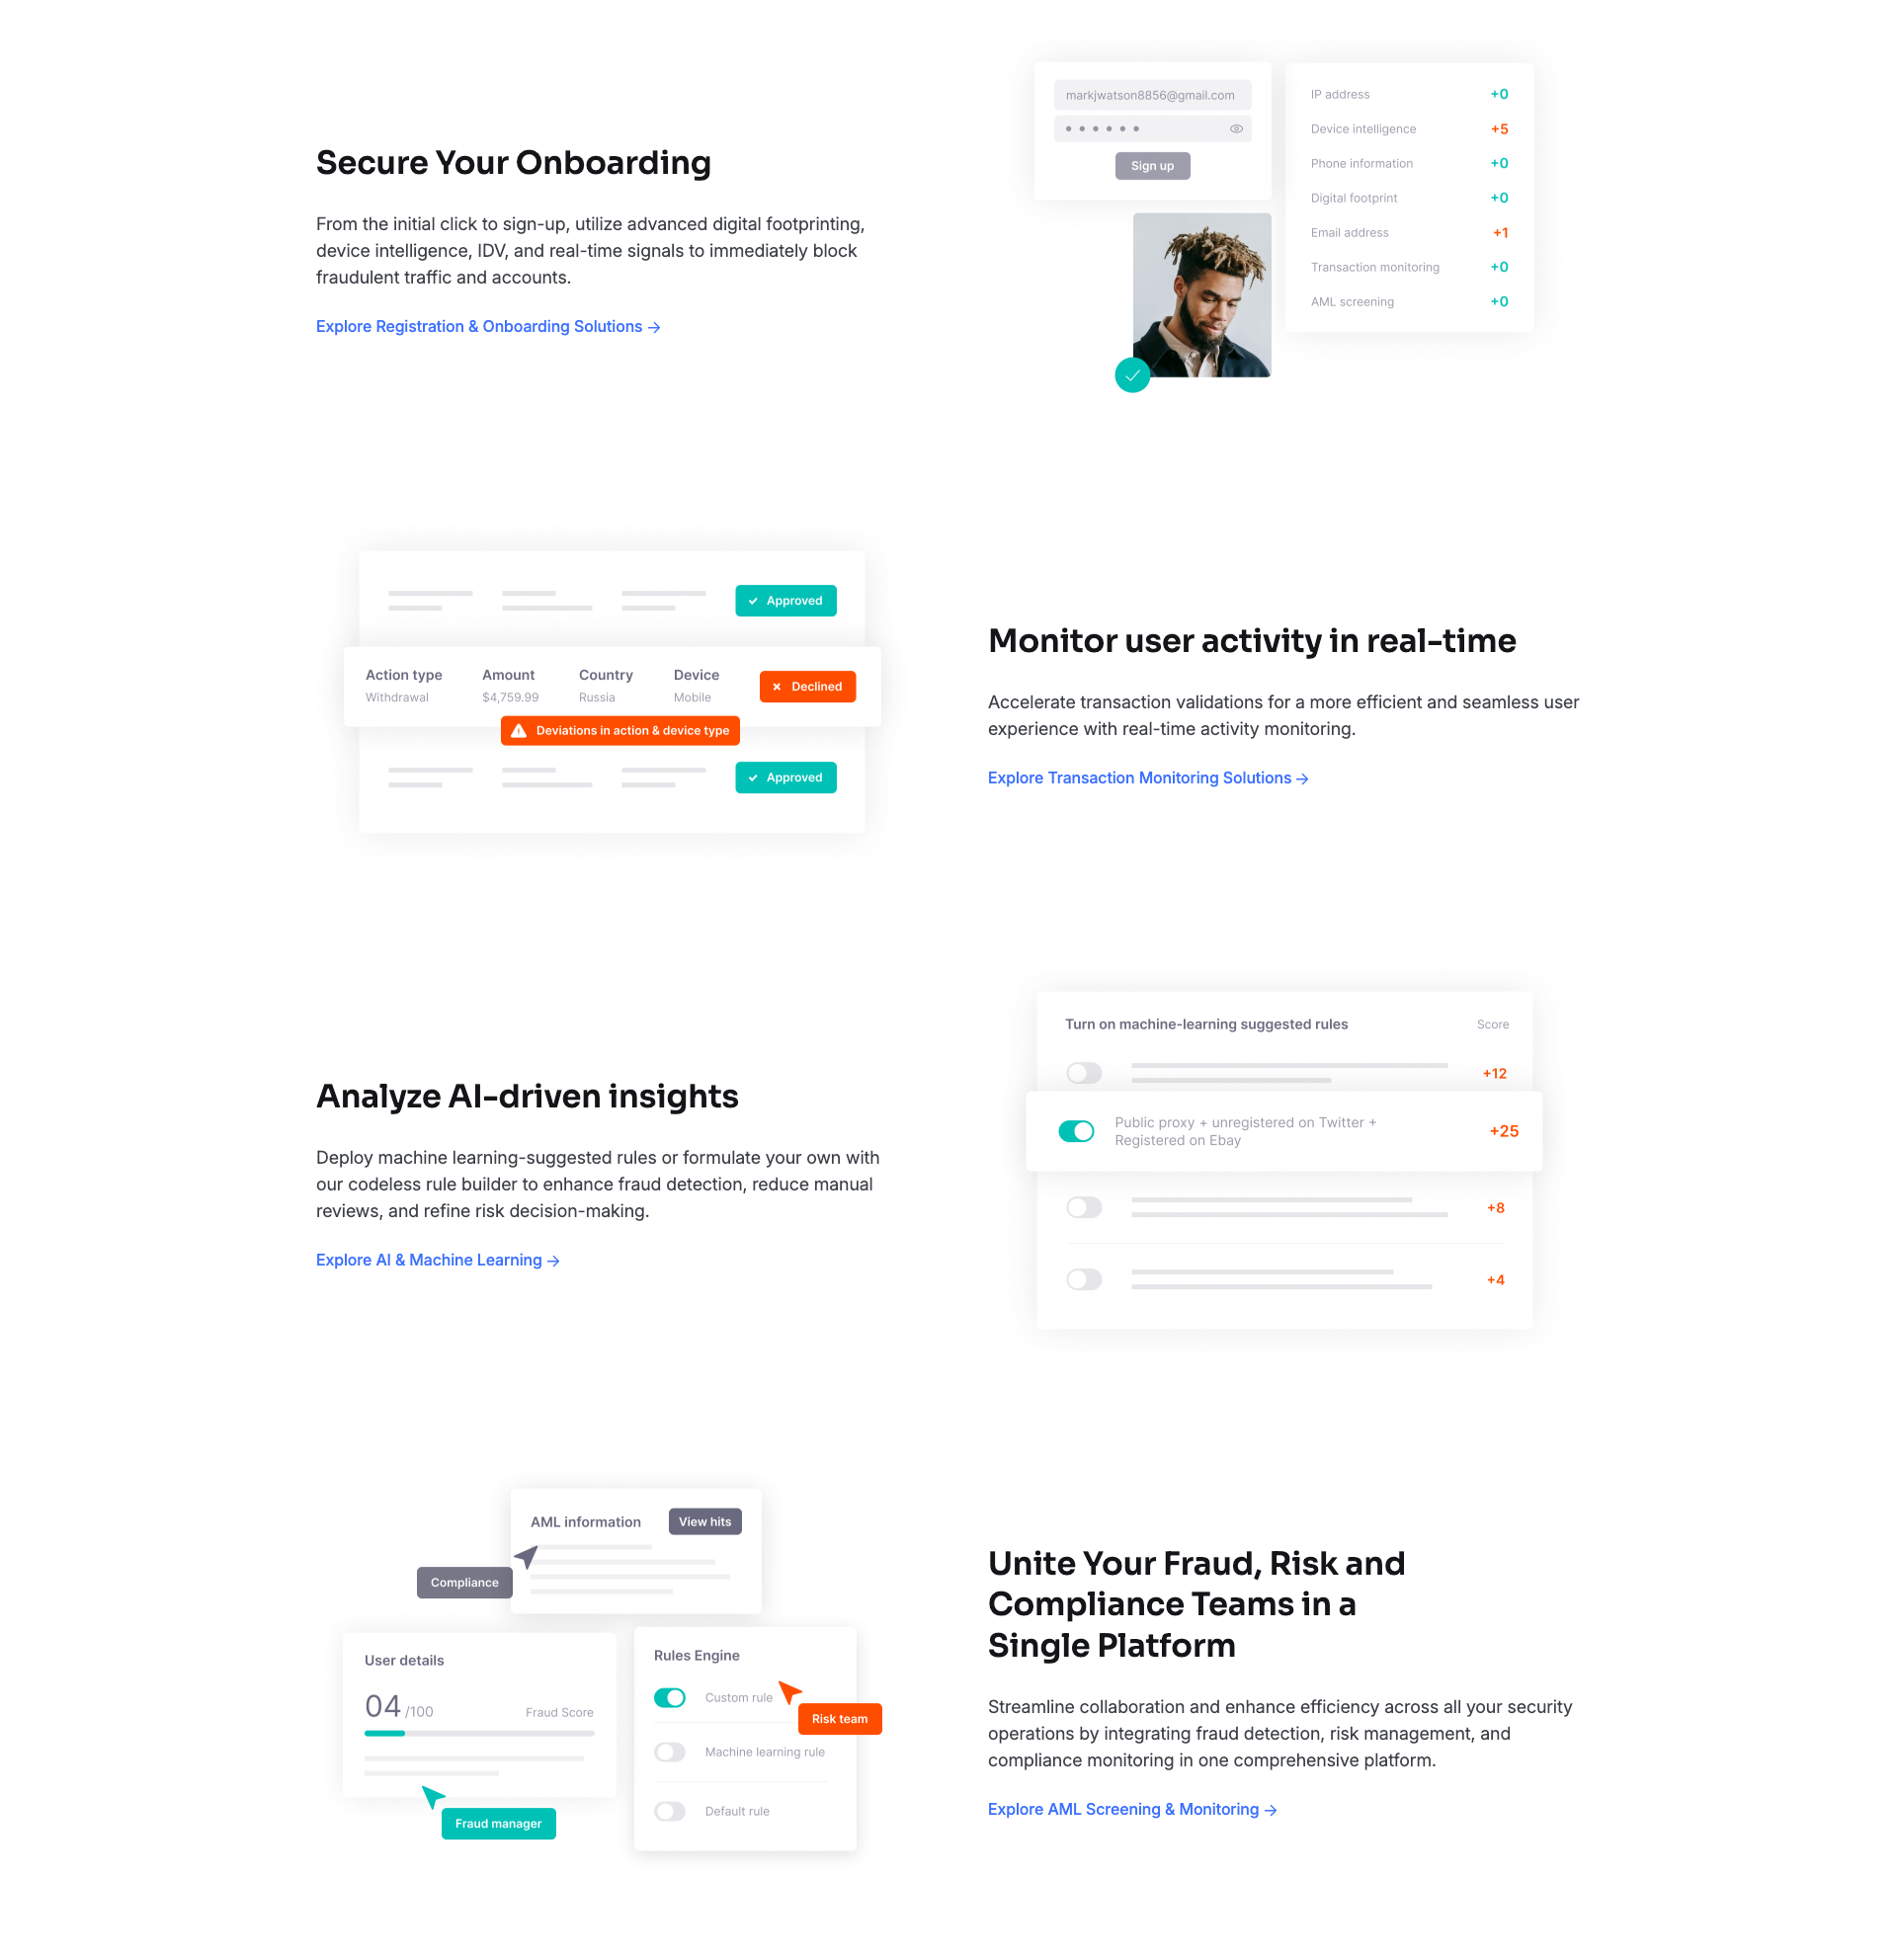 Secure Your Onboarding
From the initial click to sign-up, utilize advanced digital footprinting,
device intelligence, IDV, and real-time signals to immediately block
fraudulent traffic and accounts.
Explore Registration & Onboarding Solutions →
markjwatson8856@gmail.com
Sign up
IP address +0
Device intelligence +5
Phone information +0
Digital footprint +0
Email address +1
Transaction monitoring +0
AML screening +0
Approved
Action type Amount Country Device
Withdrawal $4,759.99 Russia Mobile
Declined
Deviations in action & device type
Approved
Monitor user activity in real-time
Accelerate transaction validations for a more efficient and seamless user
experience with real-time activity monitoring.
Explore Transaction Monitoring Solutions →
Analyze AI-driven insights
Deploy machine learning-suggested rules or formulate your own with
our codeless rule builder to enhance fraud detection, reduce manual
reviews, and refine risk decision-making.
Explore AI & Machine Learning →
Turn on machine-learning suggested rules Score
+12
Public proxy + unregistered on Twitter +
Registered on Ebay
+25
+8
+4
AML information View hits
Compliance
User details
04 /100 Fraud Score
Fraud manager
Rules Engine
Custom rule
Risk team
Machine learning rule
Default rule
Unite Your Fraud, Risk and
Compliance Teams in a
Single Platform
Streamline collaboration and enhance efficiency across all your security
operations by integrating fraud detection, risk management, and
compliance monitoring in one comprehensive platform.
Explore AML Screening & Monitoring →